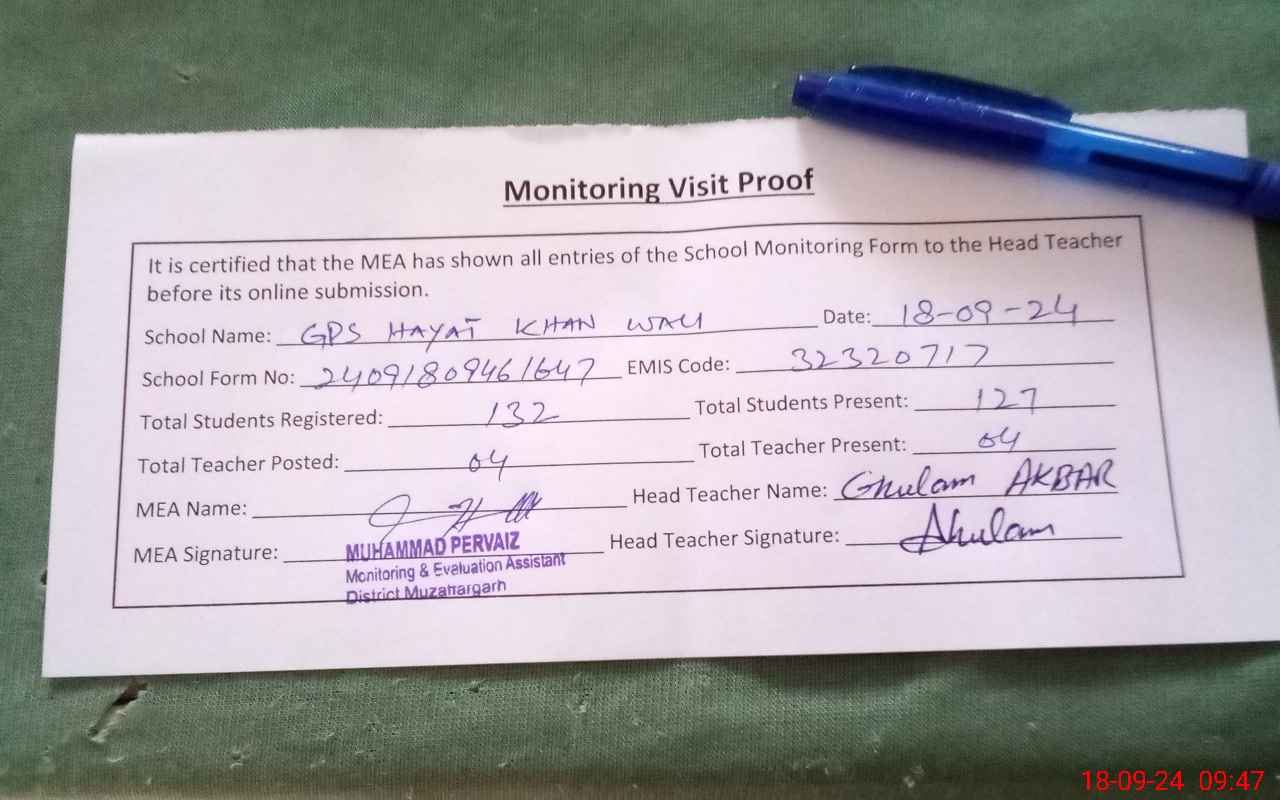 Monitoring Visit Proof
It is certified that the MEA has shown all entries of the School Monitoring Form to the Head Teacher
before its online submission.
School Name: GPS HAYAT KHAN WALI Date: 18-09-24
School Form No: 24091809461647 EMIS Code: 32320717
Total Students Registered: 132 Total Students Present: 127
Total Teacher Posted: 04 Total Teacher Present: 04
MEA Name: Head Teacher Name: Ghulam AKBAR
MEA Signature: Head Teacher Signature: Ghulam
MUHAMMAD PERVAIZ
Monitoring & Evaluation Assistant
District Muzaffargarh
18-09-24 09:47